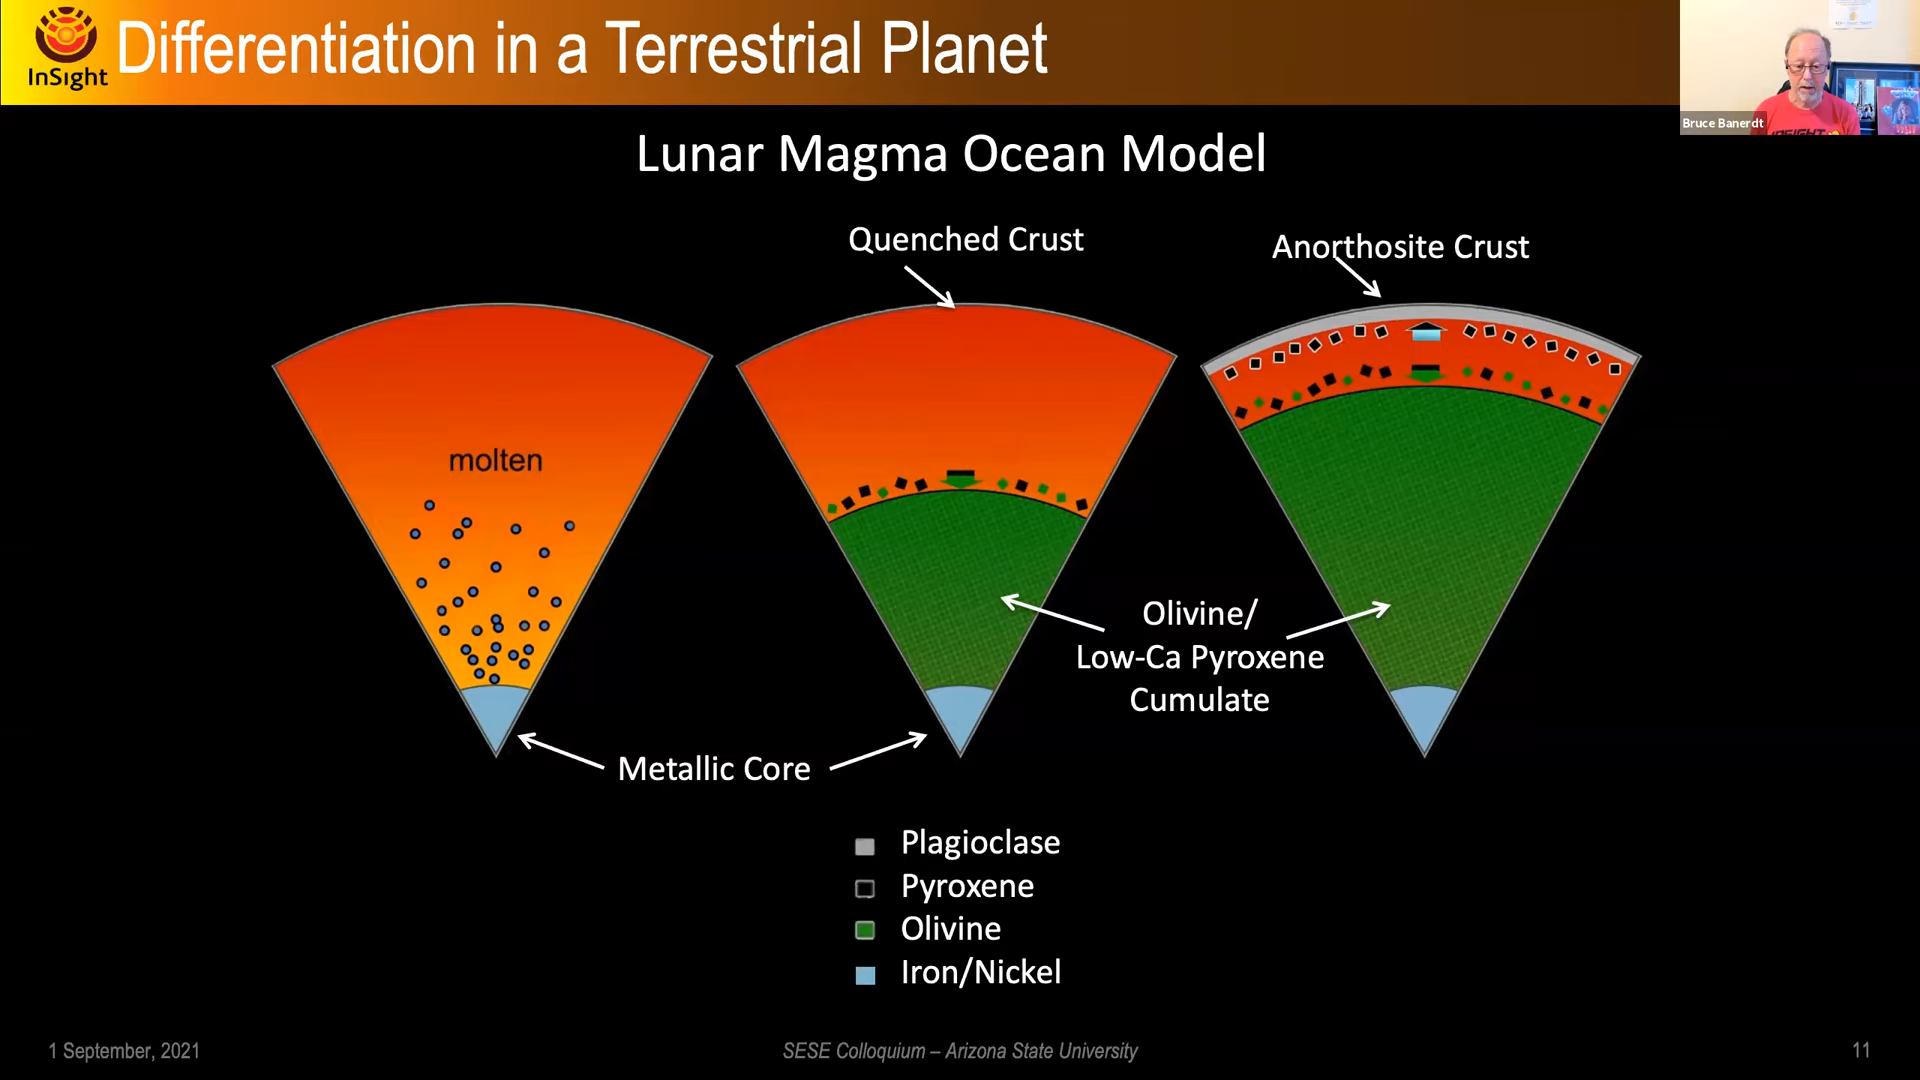 InSight
Differentiation in a Terrestrial Planet
Bruce Banerdt
Lunar Magma Ocean Model
Quenched Crust
Anorthosite Crust
molten
Olivine/
Low-Ca Pyroxene
Cumulate
Metallic Core
Plagioclase
Pyroxene
Olivine
Iron/Nickel
1 September, 2021
SESE Colloquium – Arizona State University
11